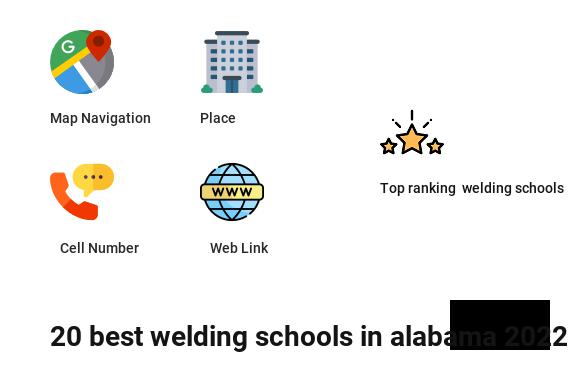 G
Map Navigation
Place
Top ranking  welding schools
WWW
Cell Number
Web Link
20 best welding schools in alabama 2022